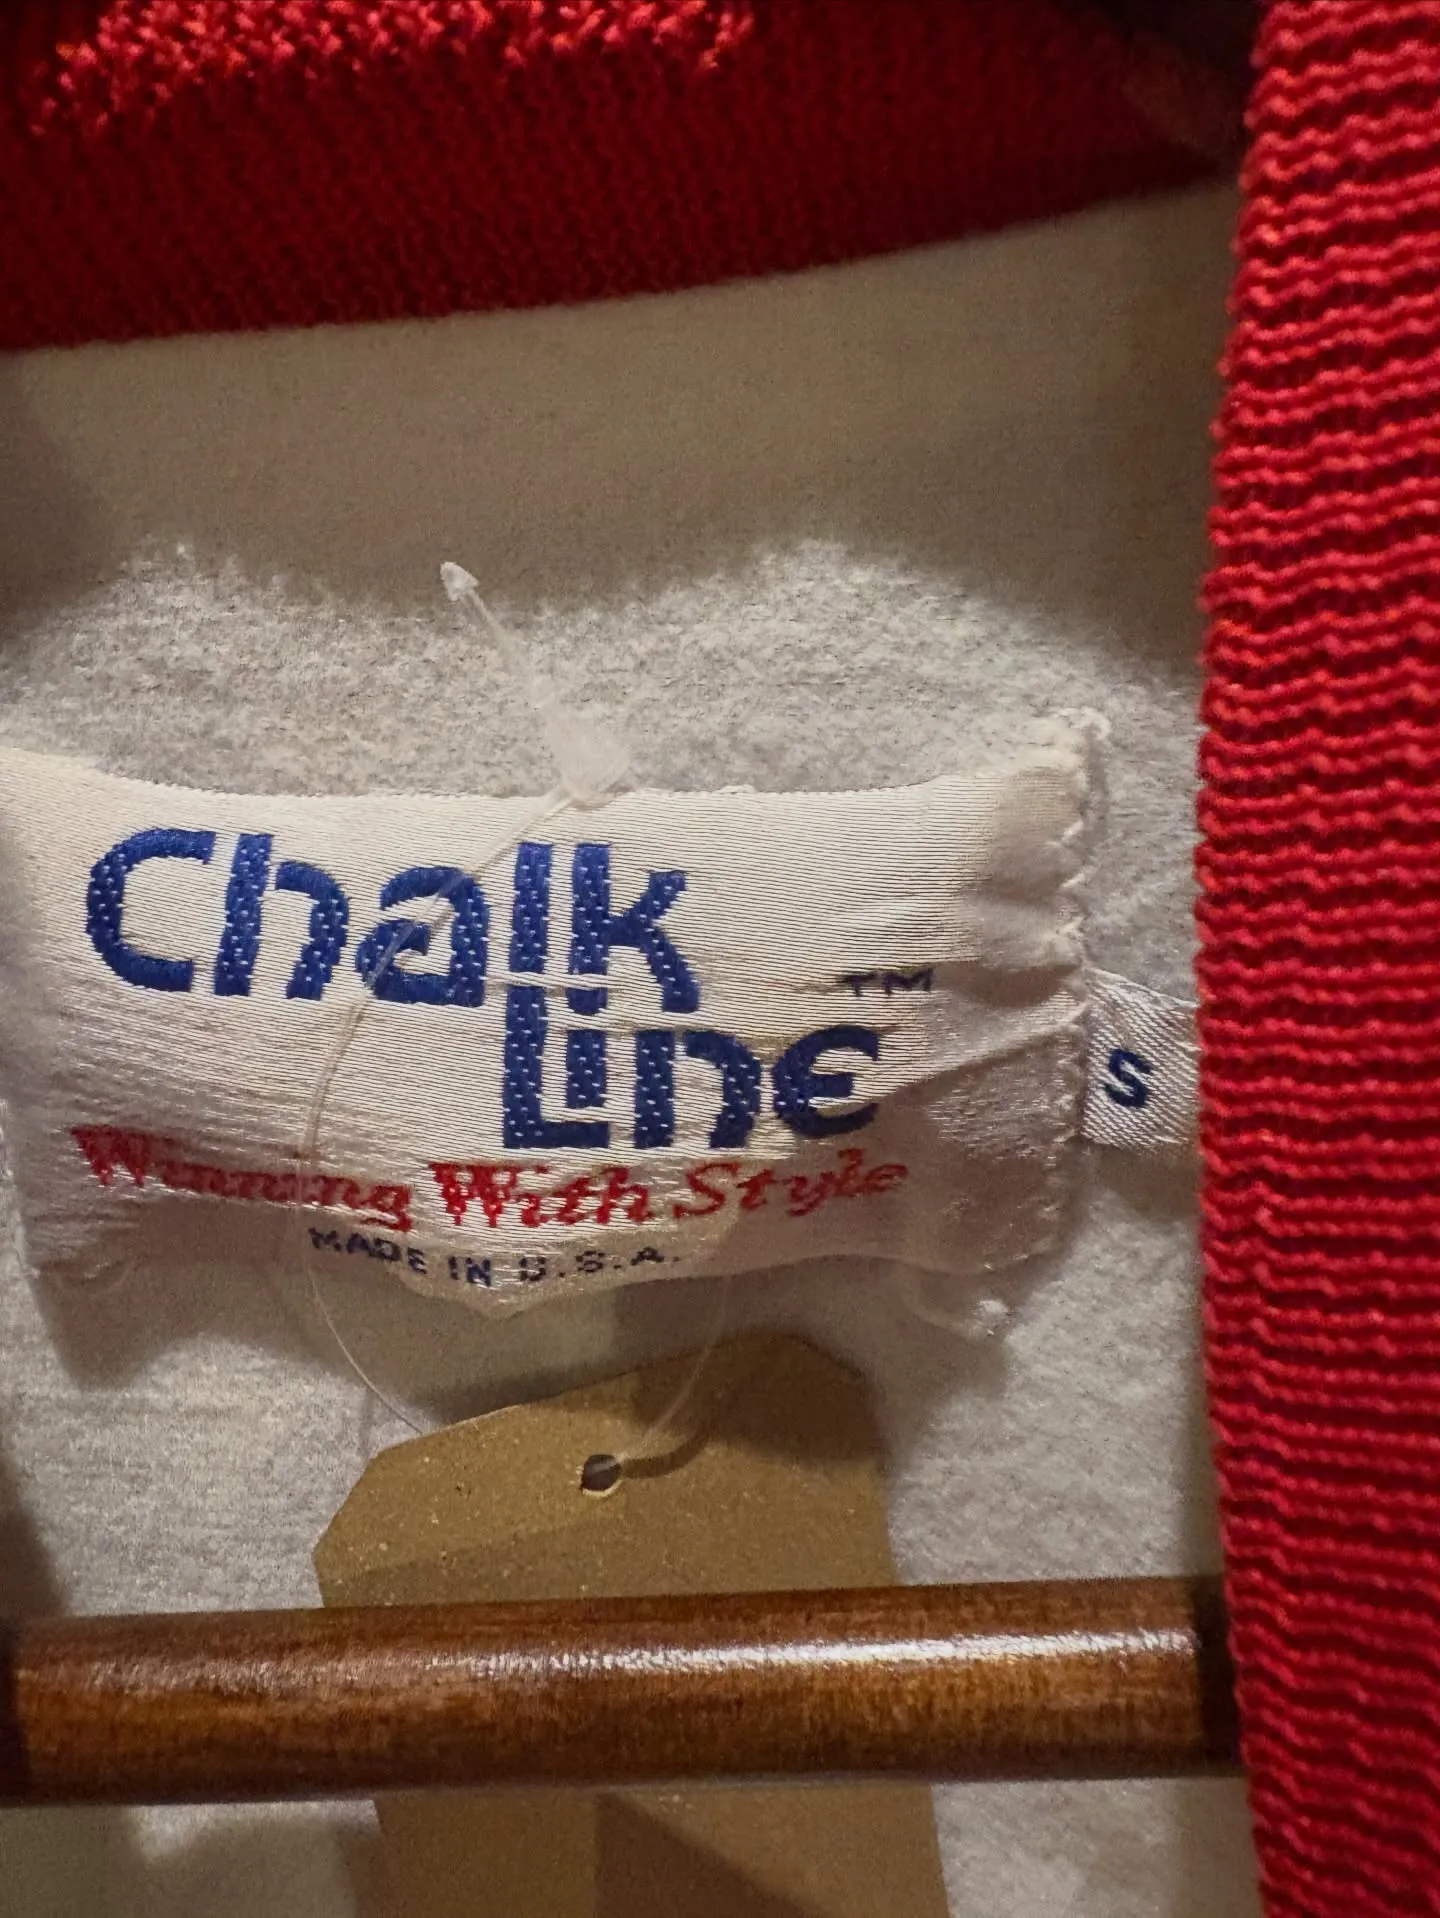 Chalk
Line ™
S
Winning With Style
MADE IN U.S.A.